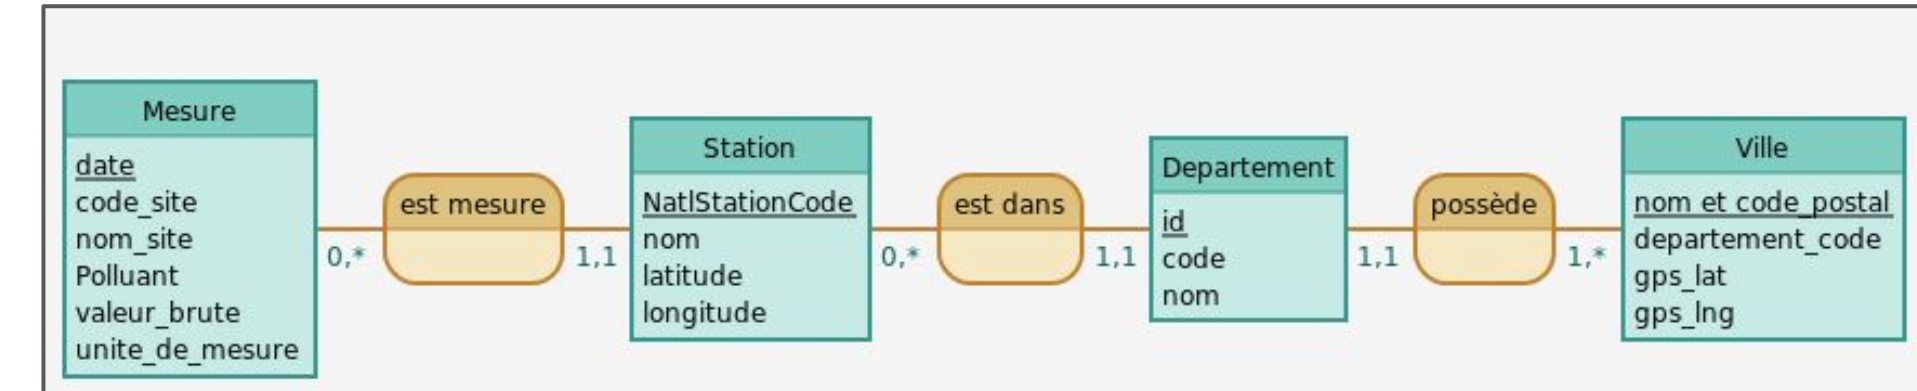 Mesure
date
code_site
nom_site
Polluant
valeur_brute
unite_de_mesure
0,*
est mesure
1,1
Station
NatlStationCode
nom
latitude
longitude
0,*
est dans
1,1
Departement
id
code
nom
1,1
possède
1,*
Ville
nom et code_postal
departement_code
gps_lat
gps_lng